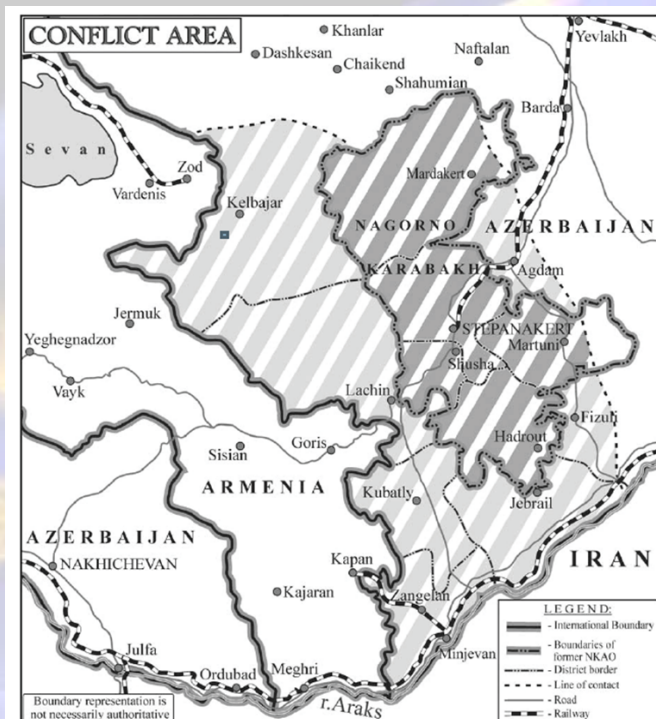 CONFLICT AREA
Khanlar
Dashkesan
Chaikend
Naftalan
Yevlakh
Shahumian
Barda
Sevan
Zod
Vardenis
Mardakert
Kelbajar
NAGORNO
AZERBAIJAN
KARABAKH
Agdam
Jermuk
STEPANAKERT
Martuni
Yeghegnadzor
Shusha
Vayk
Lachin
Fizuli
Goris
Hadrout
Sisian
ARMENIA
Kubatly
Jebrail
AZERBAIJAN
IRAN
NAKHICHEVAN
Kapan
Kajaran
Zangelan
LEGEND:
- International Boundary
- Boundaries of
former NKAO
- District border
- Line of contact
- Road
- Railway
Minjevan
Julfa
Ordubad
Meghri
r.Araks
Boundary representation is
not necessarily authoritative